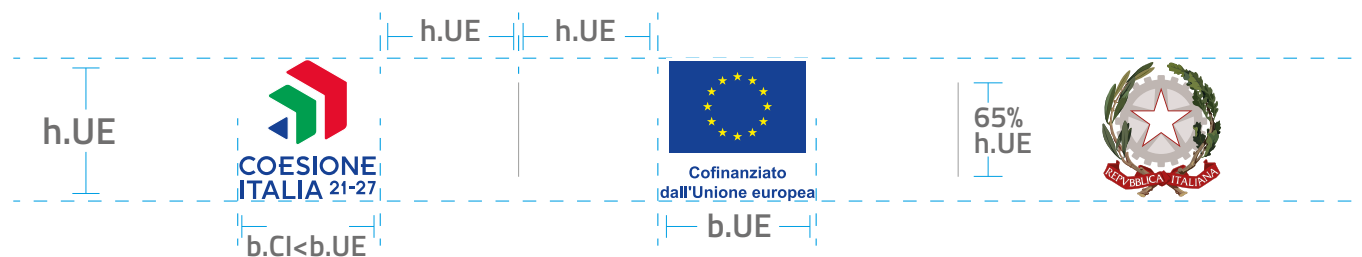 h.UE
h.UE
h.UE
COESIONE
ITALIA 21-27
b.CI<b.UE
Cofinanziato
dall'Unione europea
b.UE
65%
h.UE
REPVBBLICA ITALIANA